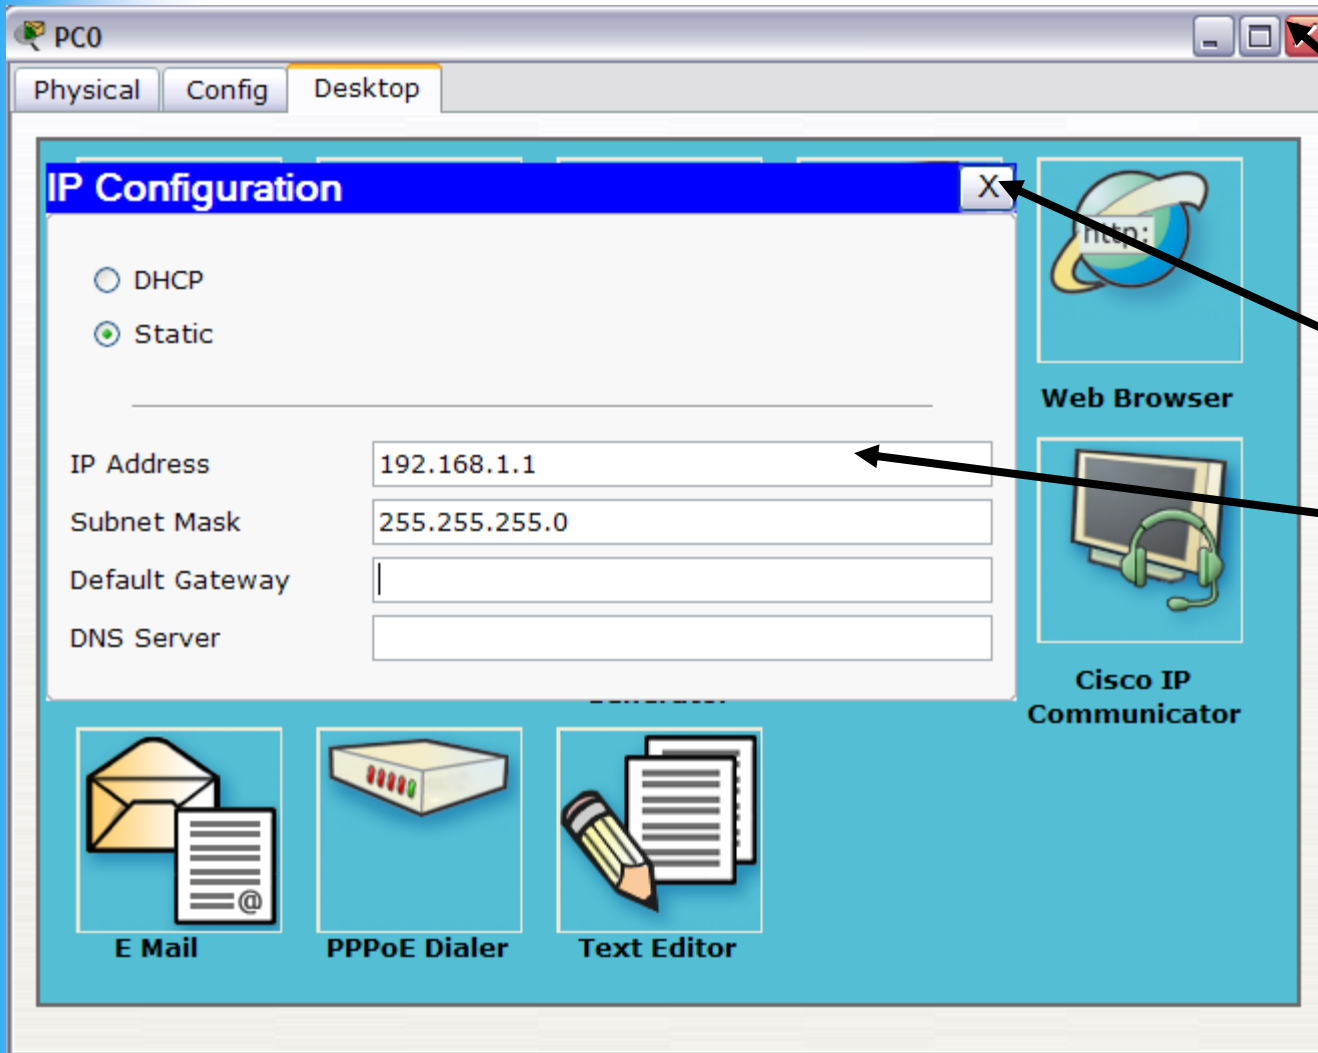 PC0
Physical Config Desktop
IP Configuration
X
http:
DHCP
Static
Web Browser
IP Address 192.168.1.1
Subnet Mask 255.255.255.0
Default Gateway
DNS Server
Cisco IP
Communicator
@
E Mail PPPoE Dialer Text Editor